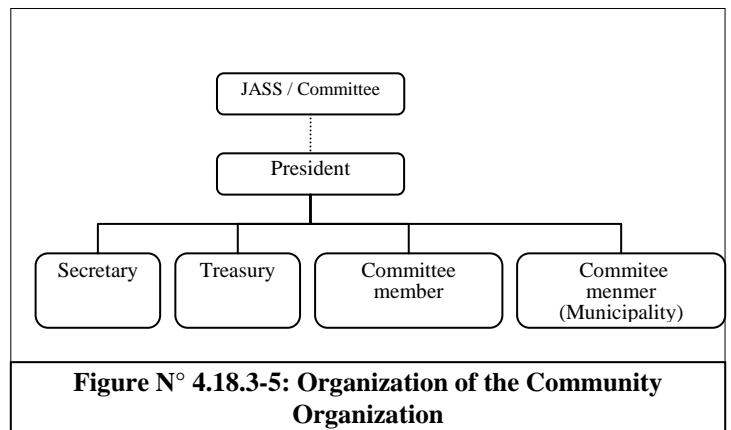 JASS / Committee
President
Secretary
Treasury
Committee
member
Commitee
menmer
(Municipality)
Figure N° 4.18.3-5: Organization of the Community
Organization